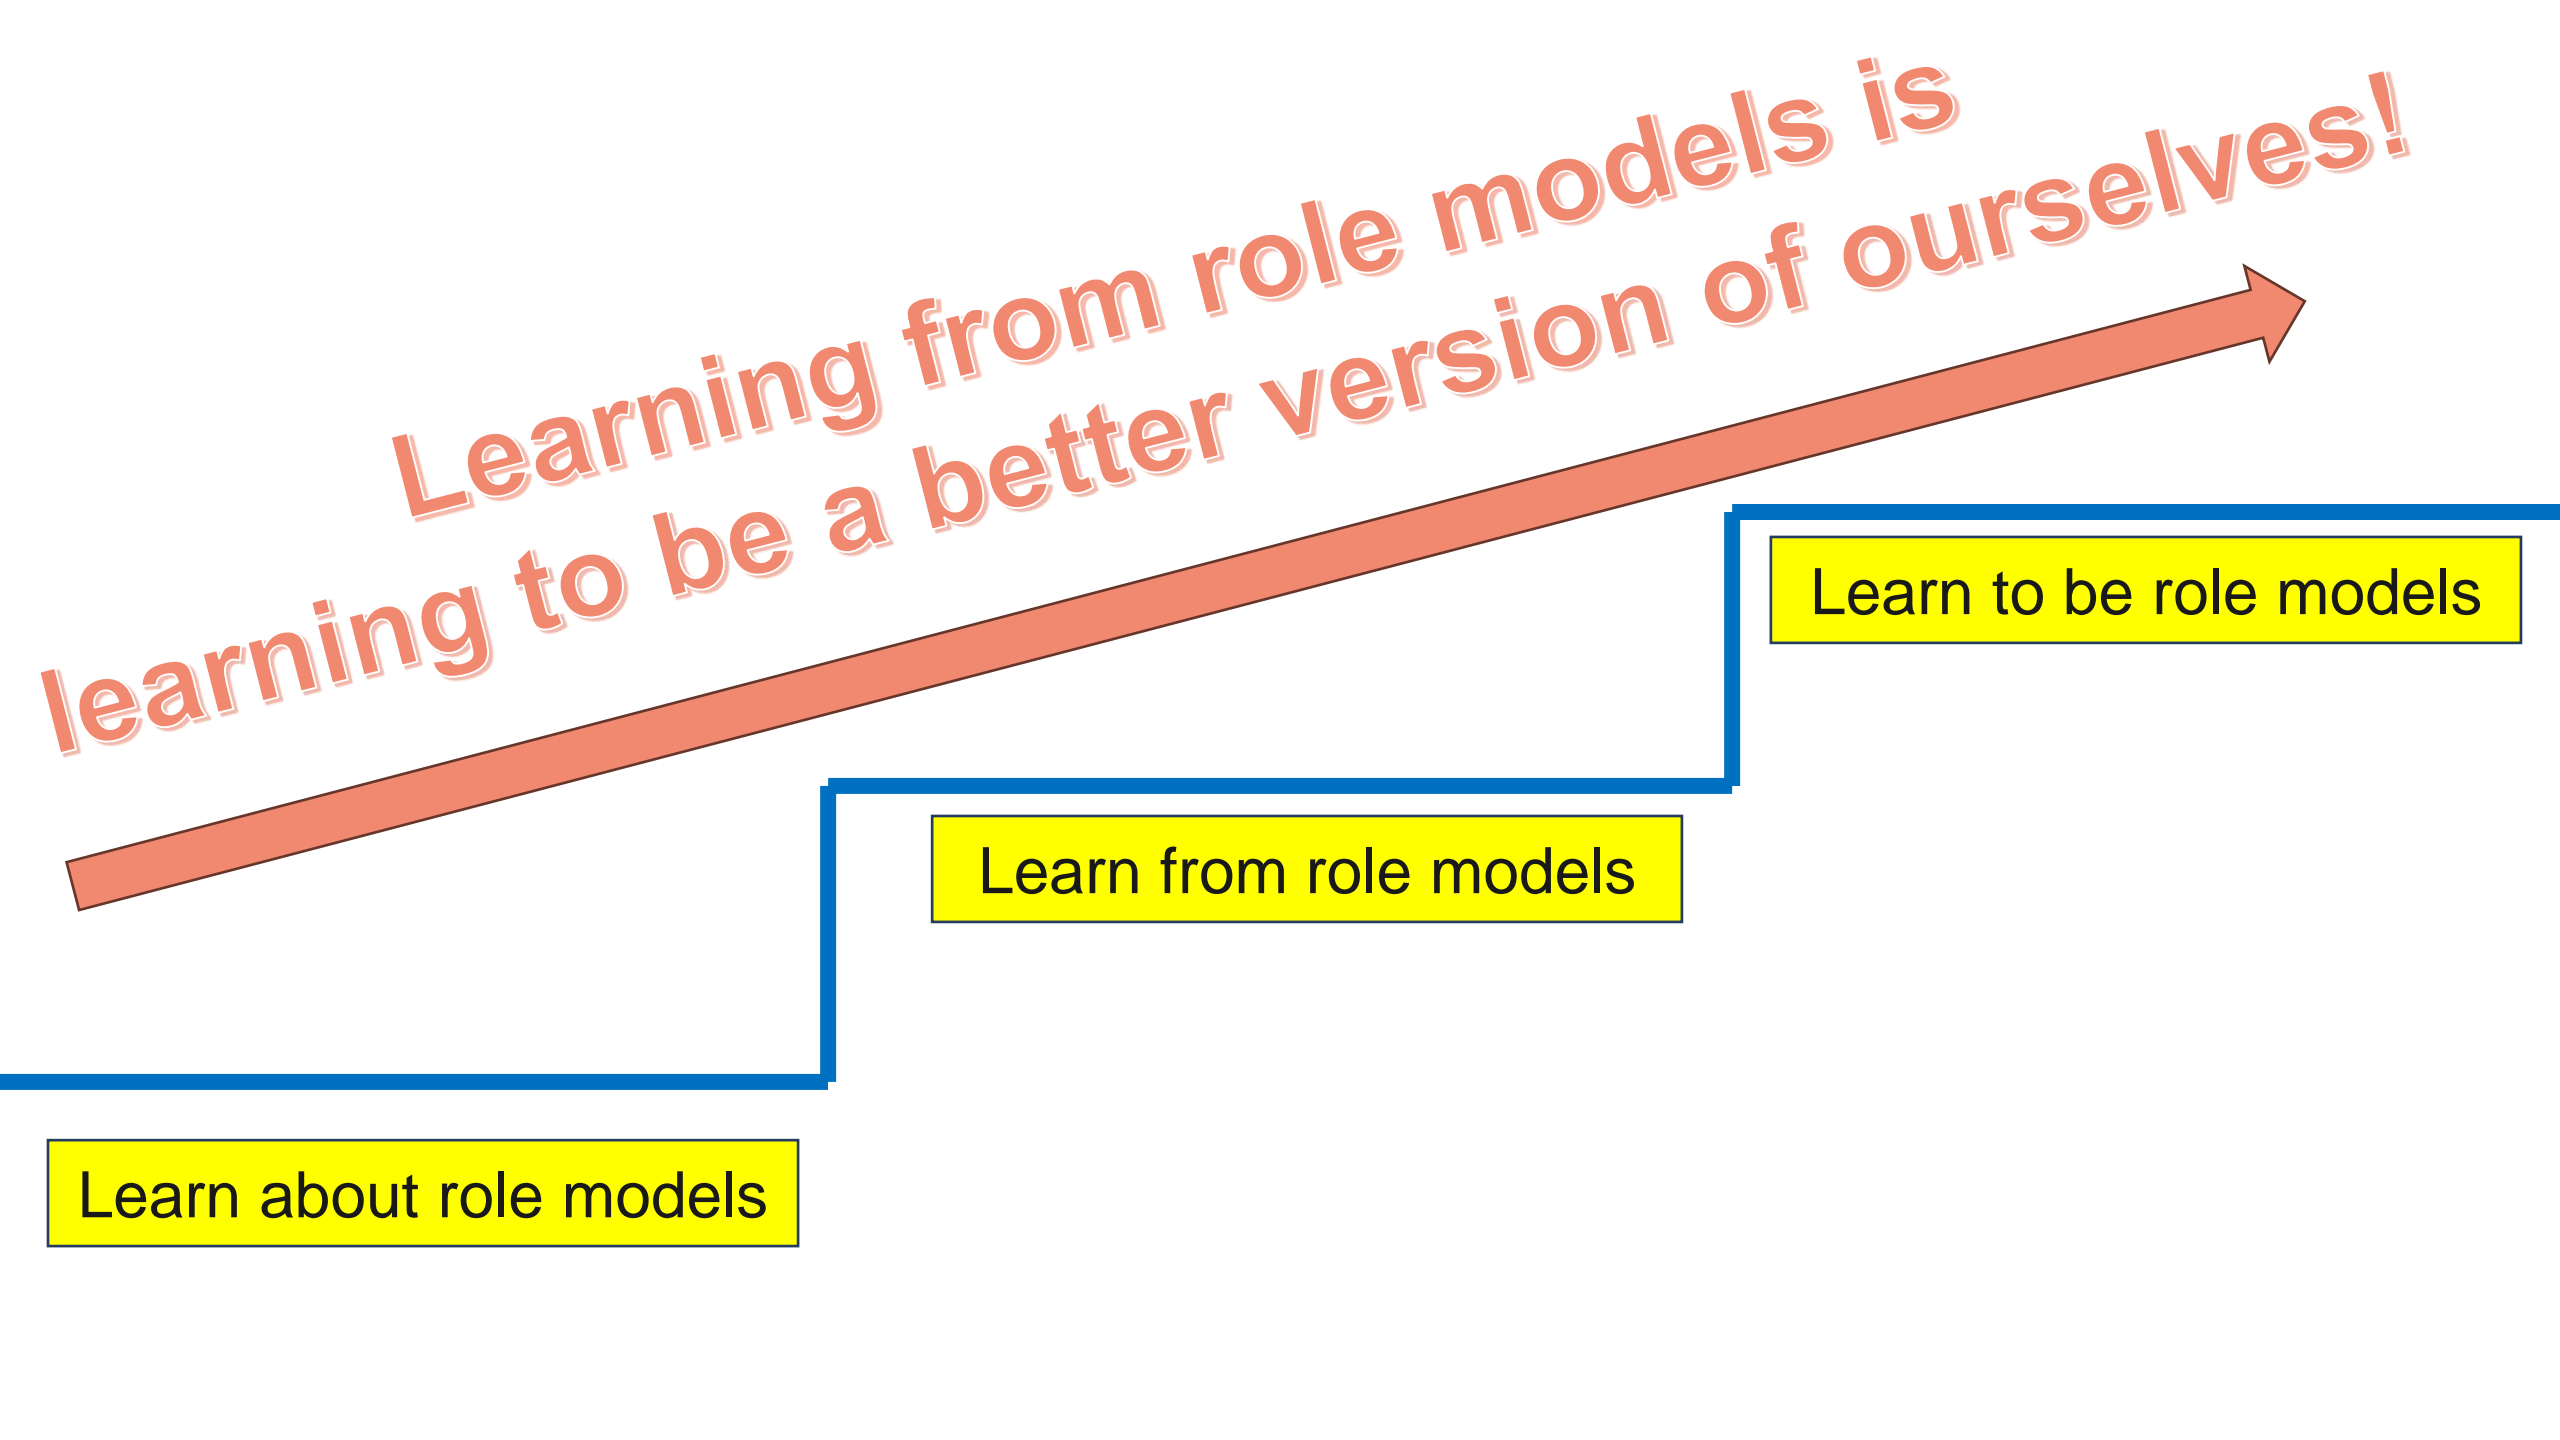 Learning from role models is
learning to be a better version of ourselves!
Learn to be role models
Learn from role models
Learn about role models